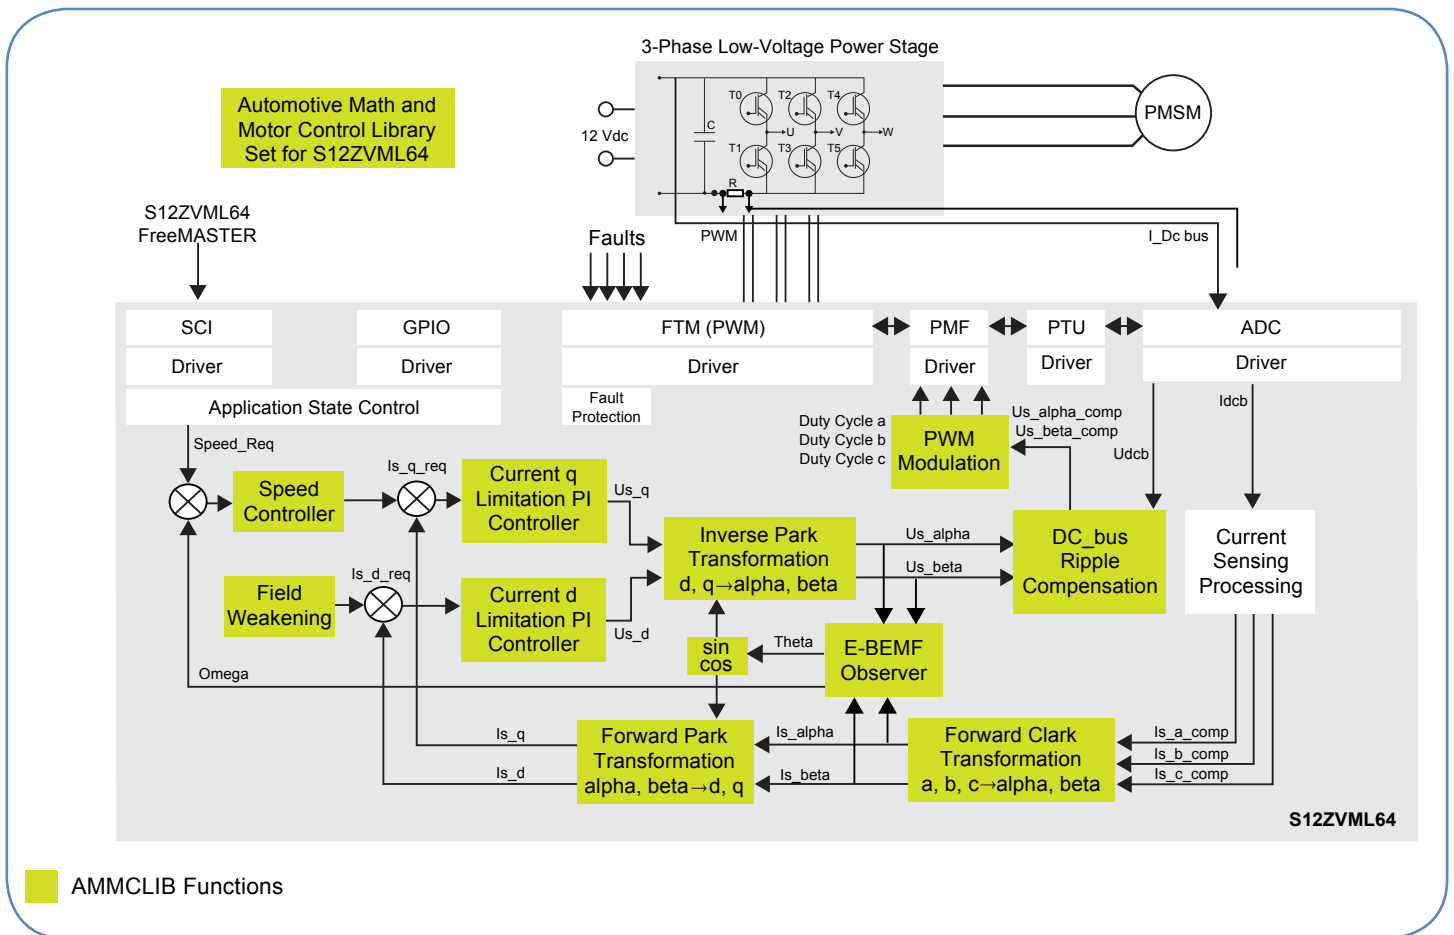 3-Phase Low-Voltage Power Stage
Automotive Math and
Motor Control Library
Set for S12ZVML64
12 Vdc
C
T0
T2
T4
U
V
W
T1
T3
T5
R
PMSM
S12ZVML64
FreeMASTER
Faults
PWM
I_Dc bus
SCI
GPIO
FTM (PWM)
PMF
PTU
ADC
Driver
Driver
Driver
Driver
Driver
Driver
Application State Control
Fault
Protection
Speed_Req
Duty Cycle a
Duty Cycle b
Duty Cycle c
PWM
Modulation
Us_alpha_comp
Us_beta_comp
Udcb
Idcb
Speed
Controller
Is_q_req
Current q
Limitation PI
Controller
Us_q
Inverse Park
Transformation
d, q→alpha, beta
Us_alpha
Us_beta
DC_bus
Ripple
Compensation
Current
Sensing
Processing
Field
Weakening
Is_d_req
Current d
Limitation PI
Controller
Us_d
sin
cos
Theta
E-BEMF
Observer
Omega
Is_q
Is_d
Forward Park
Transformation
alpha, beta→d, q
Is_alpha
Is_beta
Forward Clark
Transformation
a, b, c→alpha, beta
Is_a_comp
Is_b_comp
Is_c_comp
S12ZVML64
AMMCLIB Functions